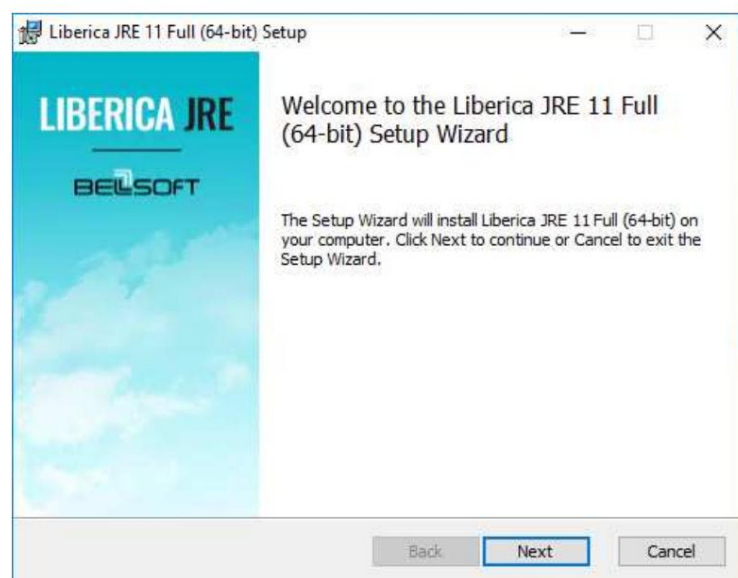 Liberica JRE 11 Full (64-bit) Setup
LIBERICA JRE
BELLSOFT
Welcome to the Liberica JRE 11 Full
(64-bit) Setup Wizard
The Setup Wizard will install Liberica JRE 11 Full (64-bit) on
your computer. Click Next to continue or Cancel to exit the
Setup Wizard.
Back
Next
Cancel